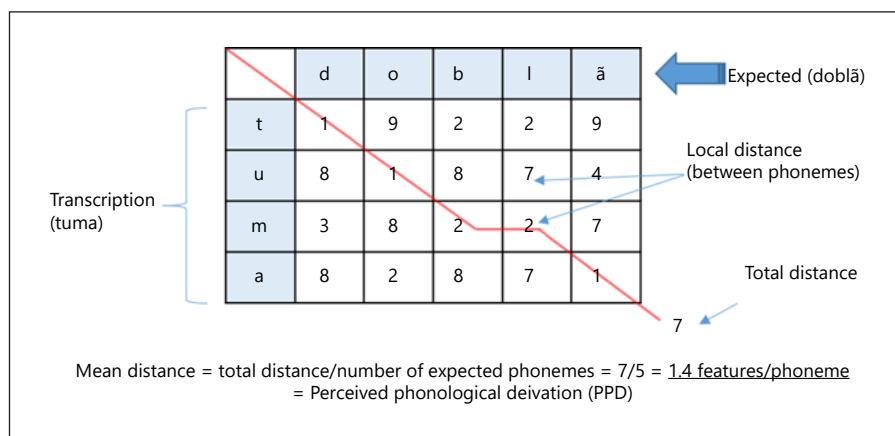 d o b l ã
Expected (doblã)
t 1 9 2 2 9
u 8 1 8 7 4
m 3 8 2 2 7
a 8 2 8 7 1
Transcription
(tuma)
Local distance
(between phonemes)
Total distance
7
Mean distance = total distance/number of expected phonemes = 7/5 = 1.4 features/phoneme
= Perceived phonological deivation (PPD)